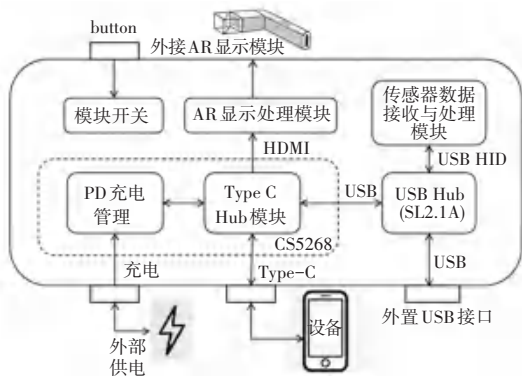 button
外接AR显示模块
模块开关
AR显示处理模块
传感器数据
接收与处理
模块
HDMI
USB HID
PD充电
管理
Type C
Hub模块
USB
USB Hub
(SL2.1A)
CS5268
充电
Type-C
USB
外部
供电
设备
外置USB接口